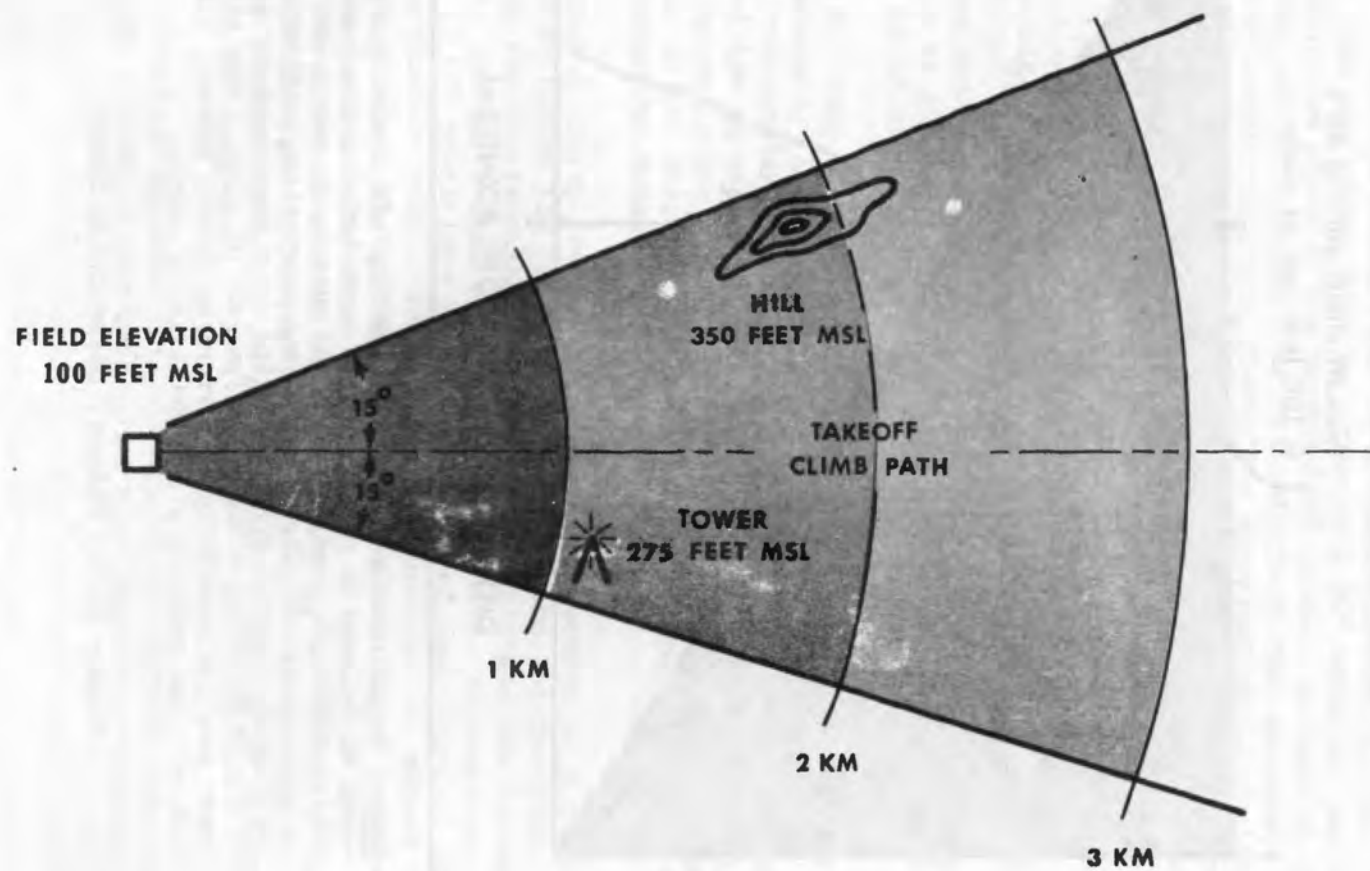 FIELD ELEVATION
100 FEET MSL
15°
15°
HILL
350 FEET MSL
TAKEOFF
CLIMB PATH
TOWER
275 FEET MSL
1 KM
2 KM
3 KM